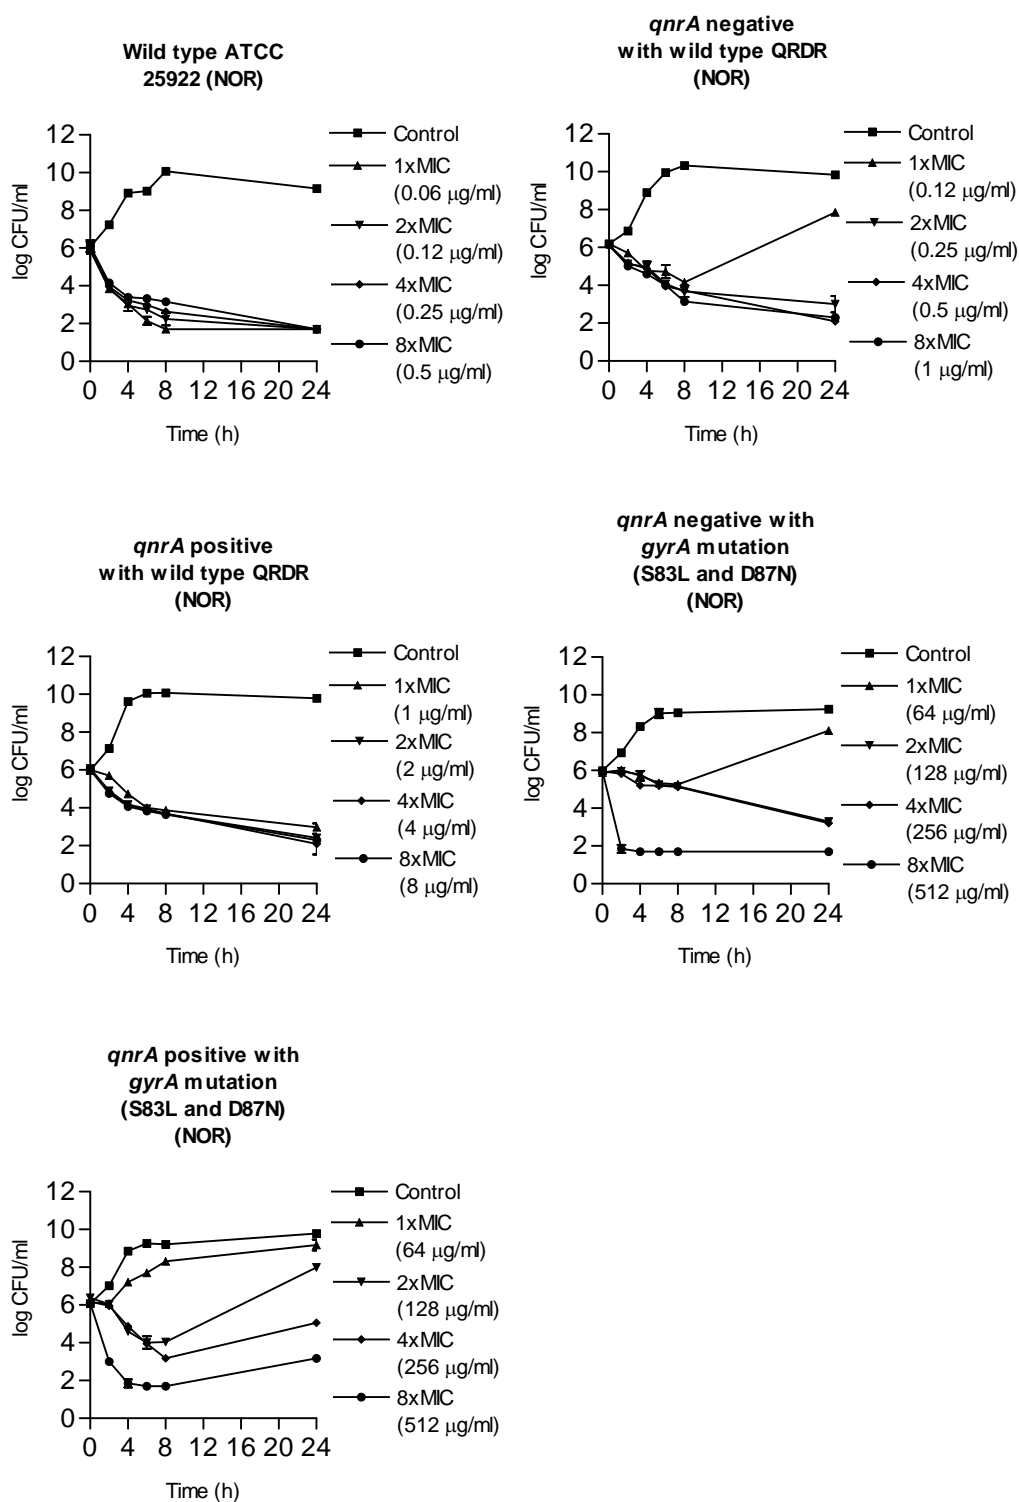 Wild type ATCC
25922 (NOR)
log CFU/ml
12
10
8
6
4
2
0
0 4 8 12 16 20 24
Time (h)
Control
1xMIC
(0.06 μg/ml)
2xMIC
(0.12 μg/ml)
4xMIC
(0.25 μg/ml)
8xMIC
(0.5 μg/ml)
qnrA negative
with wild type QRDR
(NOR)
log CFU/ml
12
10
8
6
4
2
0
0 4 8 12 16 20 24
Time (h)
Control
1xMIC
(0.12 μg/ml)
2xMIC
(0.25 μg/ml)
4xMIC
(0.5 μg/ml)
8xMIC
(1 μg/ml)
qnrA positive
with wild type QRDR
(NOR)
log CFU/ml
12
10
8
6
4
2
0
0 4 8 12 16 20 24
Time (h)
Control
1xMIC
(1 μg/ml)
2xMIC
(2 μg/ml)
4xMIC
(4 μg/ml)
8xMIC
(8 μg/ml)
qnrA negative with
gyrA mutation
(S83L and D87N)
(NOR)
log CFU/ml
12
10
8
6
4
2
0
0 4 8 12 16 20 24
Time (h)
Control
1xMIC
(64 μg/ml)
2xMIC
(128 μg/ml)
4xMIC
(256 μg/ml)
8xMIC
(512 μg/ml)
qnrA positive with
gyrA mutation
(S83L and D87N)
(NOR)
log CFU/ml
12
10
8
6
4
2
0
0 4 8 12 16 20 24
Time (h)
Control
1xMIC
(64 μg/ml)
2xMIC
(128 μg/ml)
4xMIC
(256 μg/ml)
8xMIC
(512 μg/ml)